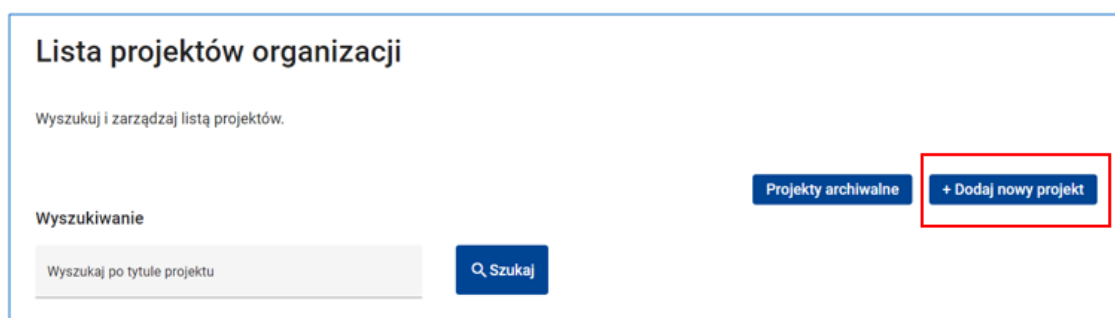 Lista projektów organizacji
Wyszukuj i zarządzaj listą projektów.
Projekty archiwalne
+ Dodaj nowy projekt
Wyszukiwanie
Wyszukaj po tytule projektu
Szukaj